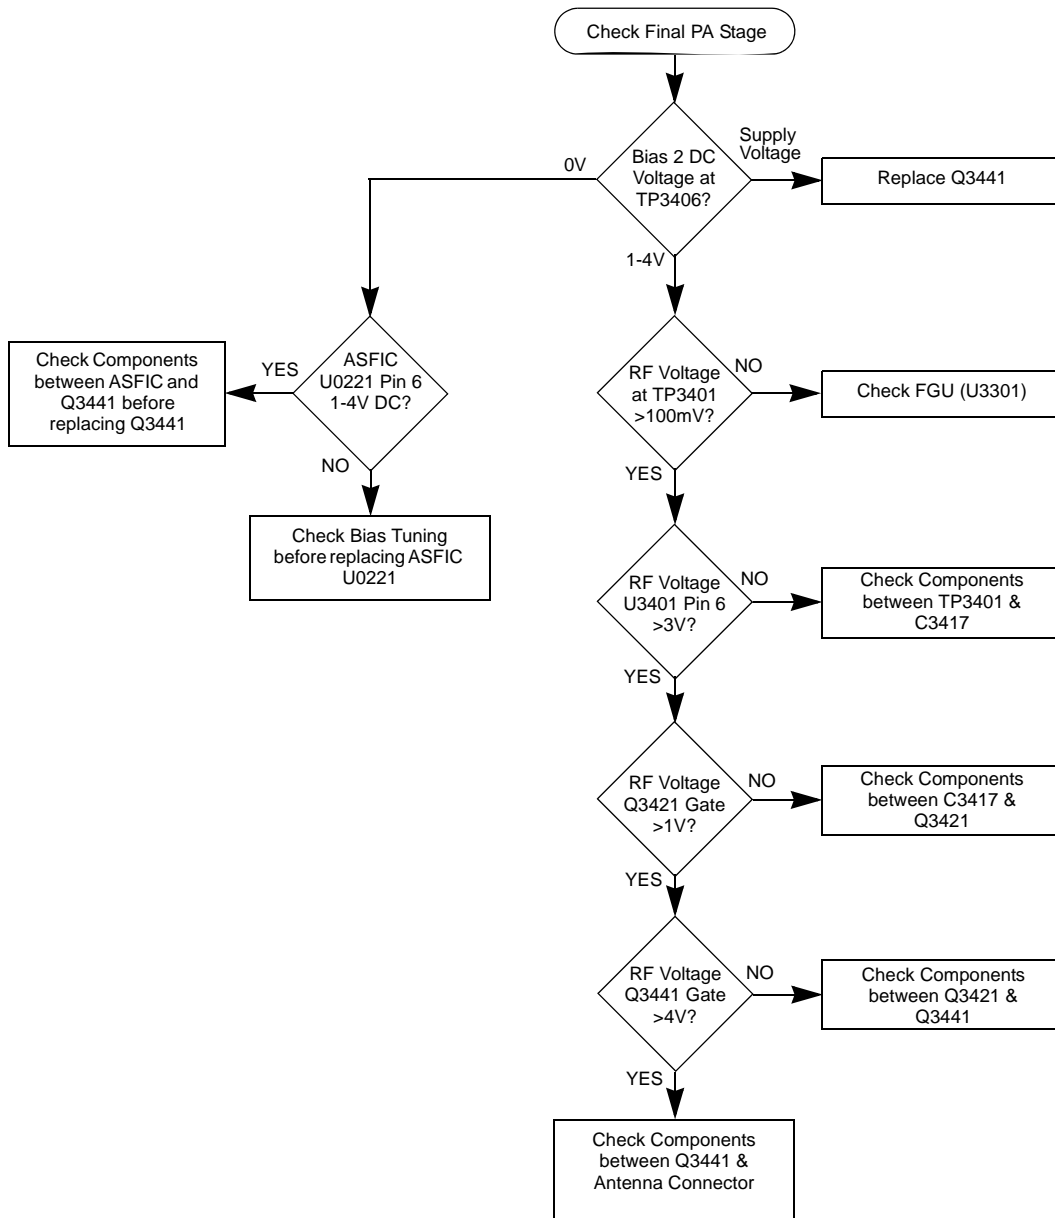 Check Final PA Stage
Bias 2 DC
Voltage at
TP3406?
Supply
Voltage
0V
1-4V
Replace Q3441
ASFIC
U0221 Pin 6
1-4V DC?
YES
NO
Check Components
between ASFIC and
Q3441 before
replacing Q3441
Check Bias Tuning
before replacing ASFIC
U0221
RF Voltage
at TP3401
>100mV?
NO
YES
Check FGU (U3301)
RF Voltage
U3401 Pin 6
>3V?
NO
YES
Check Components
between TP3401 &
C3417
RF Voltage
Q3421 Gate
>1V?
NO
YES
Check Components
between C3417 &
Q3421
RF Voltage
Q3441 Gate
>4V?
NO
YES
Check Components
between Q3421 &
Q3441
Check Components
between Q3441 &
Antenna Connector